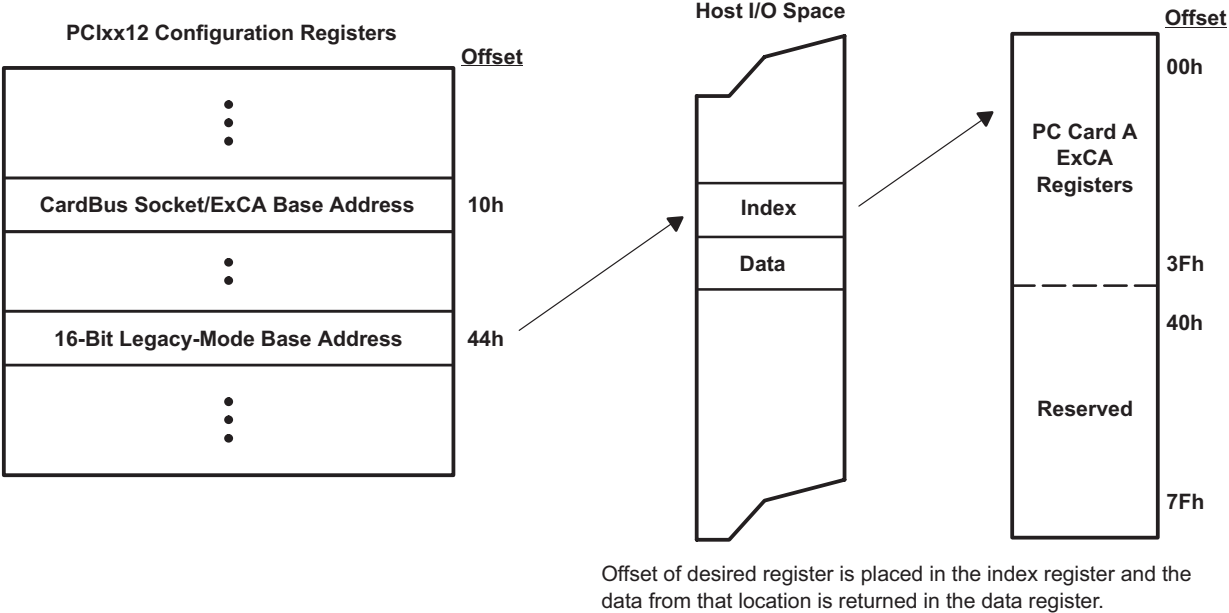 PCIxx12 Configuration Registers
Offset
CardBus Socket/ExCA Base Address
10h
16-Bit Legacy-Mode Base Address
44h
Host I/O Space
Index
Data
Offset
00h
PC Card A
ExCA
Registers
3Fh
40h
Reserved
7Fh
Offset of desired register is placed in the index register and the
data from that location is returned in the data register.